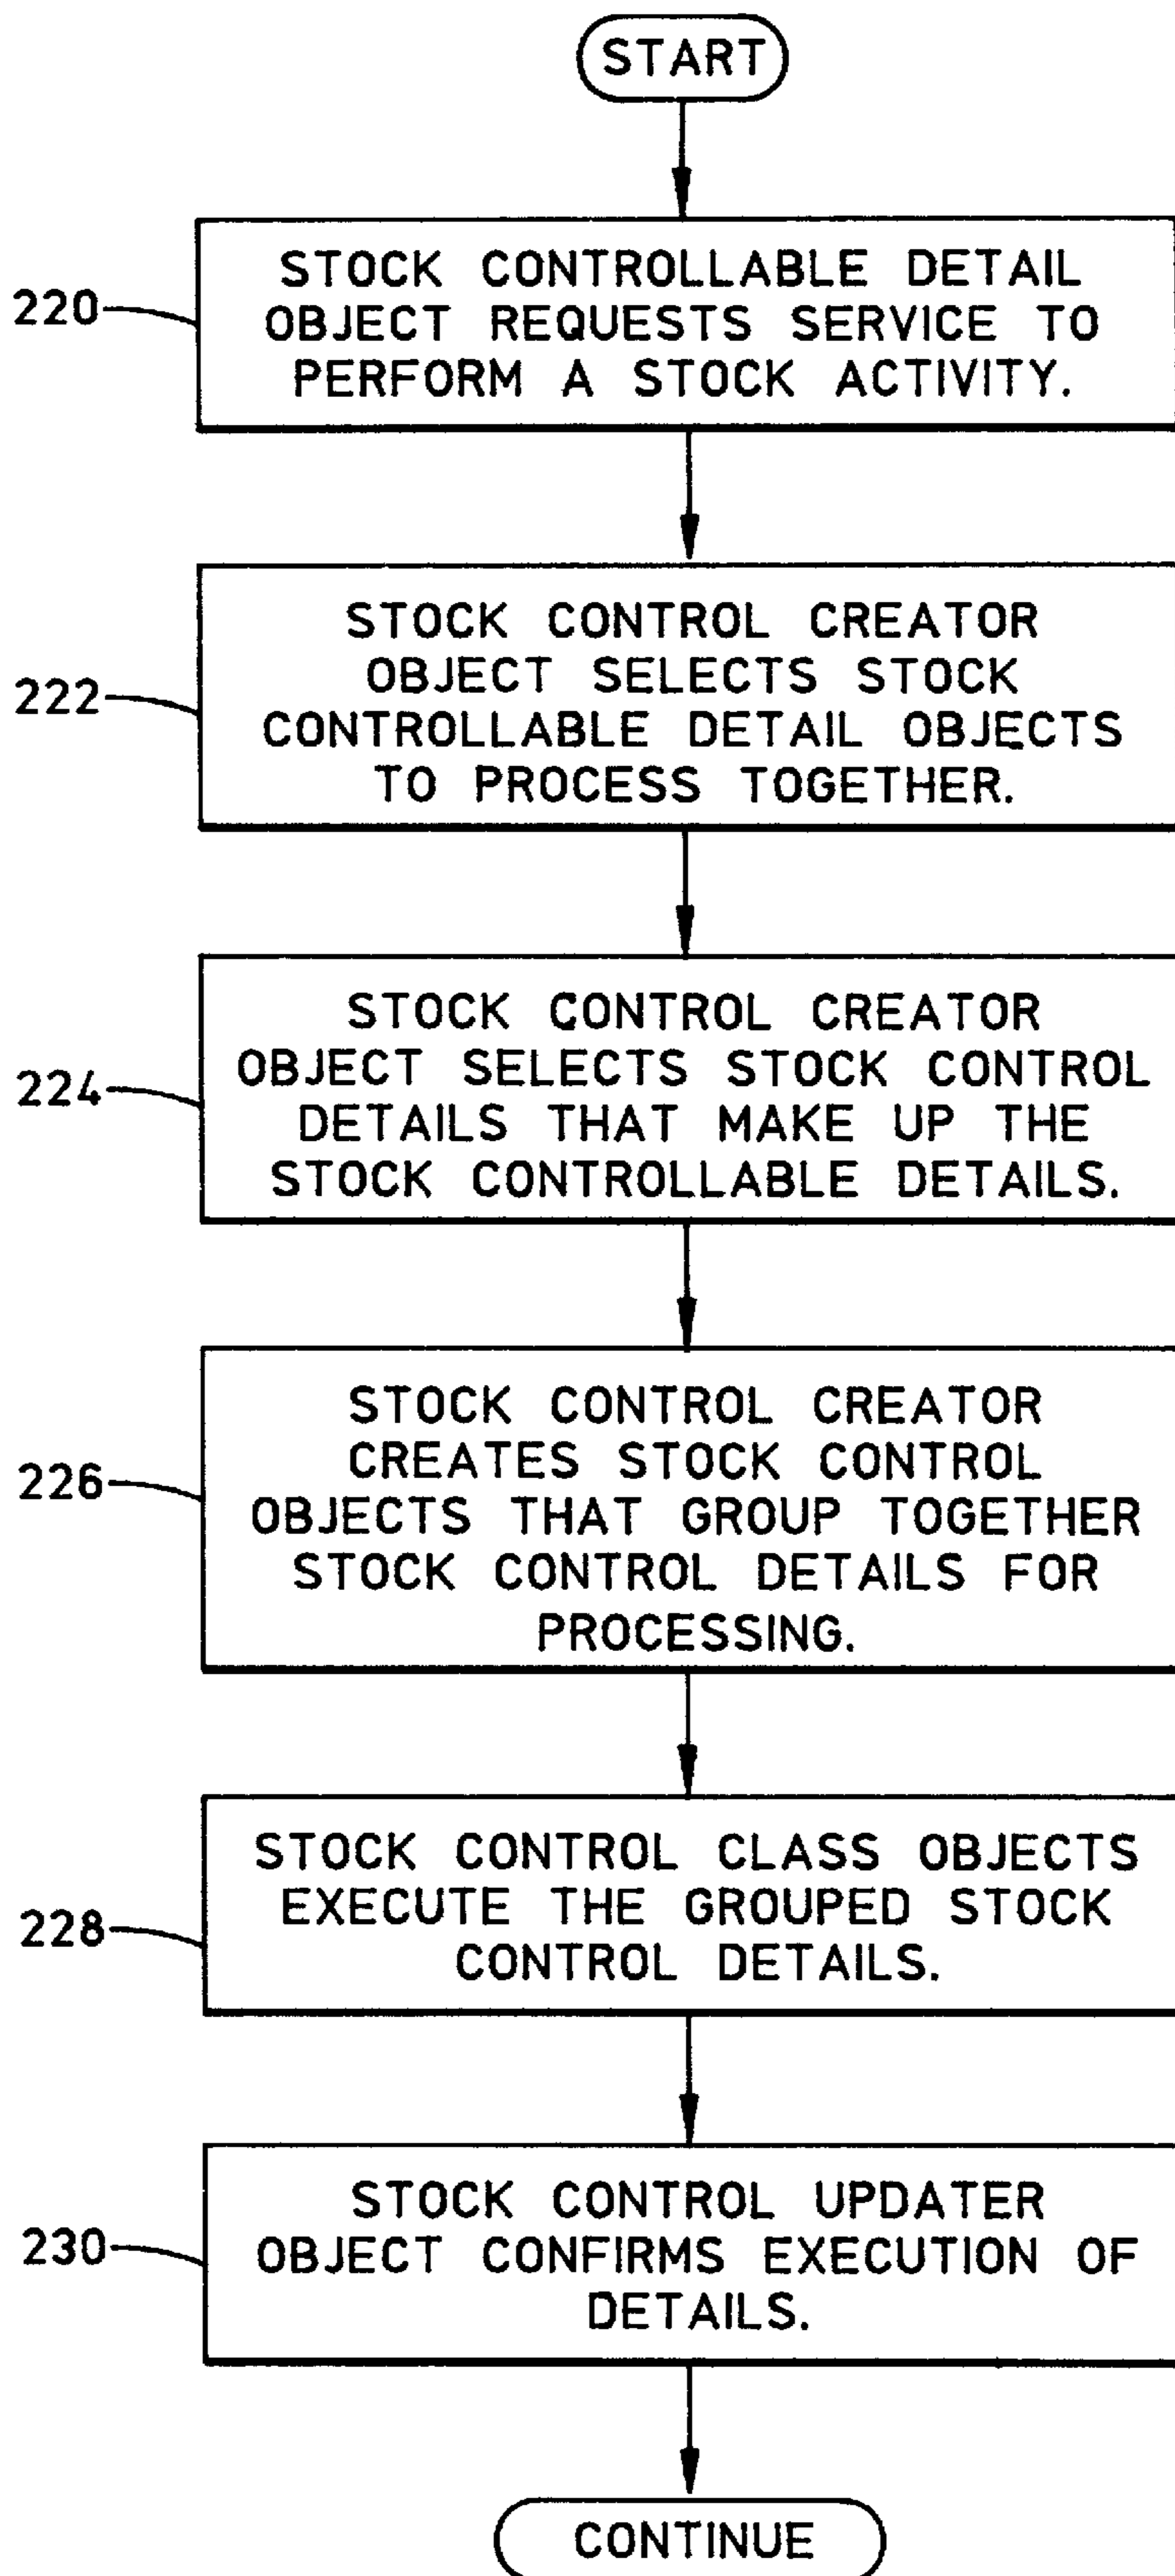 START
220
STOCK CONTROLLABLE DETAIL
OBJECT REQUESTS SERVICE TO
PERFORM A STOCK ACTIVITY.
222
STOCK CONTROL CREATOR
OBJECT SELECTS STOCK
CONTROLLABLE DETAIL OBJECTS
TO PROCESS TOGETHER.
224
STOCK CONTROL CREATOR
OBJECT SELECTS STOCK CONTROL
DETAILS THAT MAKE UP THE
STOCK CONTROLLABLE DETAILS.
226
STOCK CONTROL CREATOR
CREATES STOCK CONTROL
OBJECTS THAT GROUP TOGETHER
STOCK CONTROL DETAILS FOR
PROCESSING.
228
STOCK CONTROL CLASS OBJECTS
EXECUTE THE GROUPED STOCK
CONTROL DETAILS.
230
STOCK CONTROL UPDATER
OBJECT CONFIRMS EXECUTION OF
DETAILS.
CONTINUE